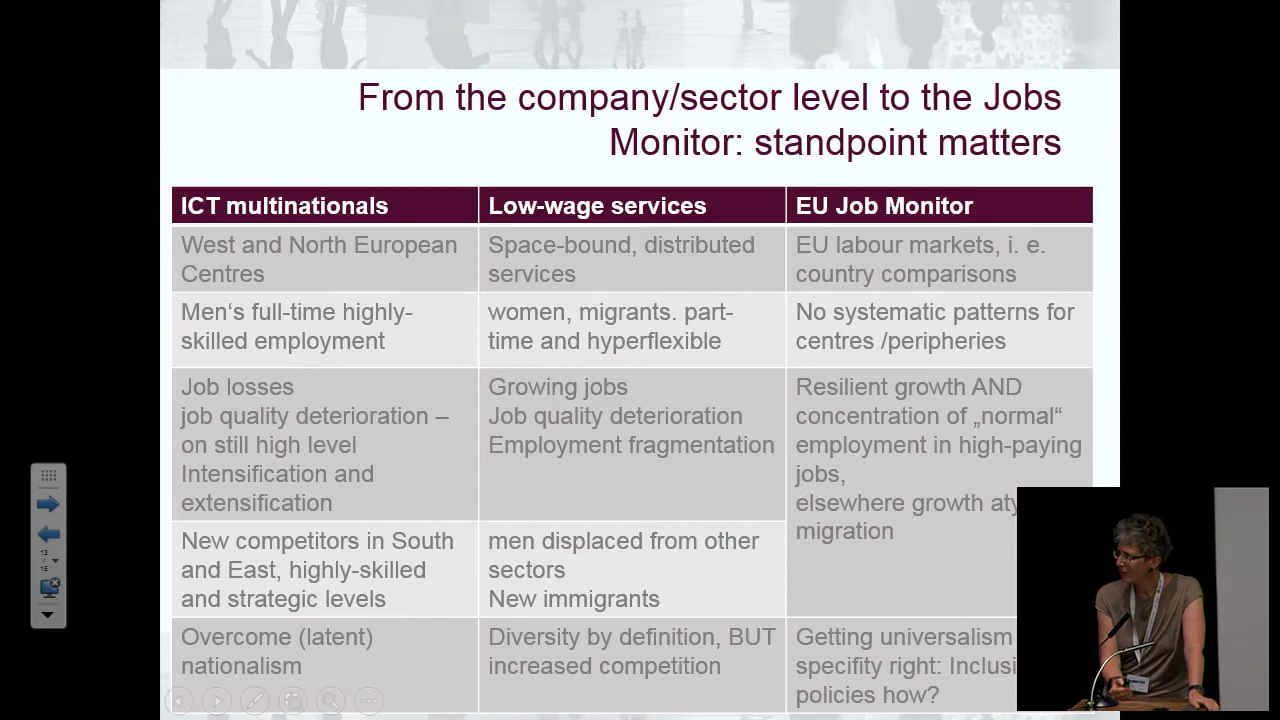 From the company/sector level to the Jobs
Monitor: standpoint matters
ICT multinationals
Low-wage services
EU Job Monitor
West and North European
Centres
Space-bound, distributed
services
EU labour markets, i. e.
country comparisons
Men‘s full-time highly-
skilled employment
women, migrants. part-
time and hyperflexible
No systematic patterns for
centres /peripheries
Job losses
job quality deterioration –
on still high level
Intensification and
extensification
Growing jobs
Job quality deterioration
Employment fragmentation
Resilient growth AND
concentration of „normal“
employment in high-paying
jobs,
elsewhere growth aty
migration
New competitors in South
and East, highly-skilled
and strategic levels
men displaced from other
sectors
New immigrants
Overcome (latent)
nationalism
Diversity by definition, BUT
increased competition
Getting universalism
specifity right: Inclusi
policies how?
13
/
15